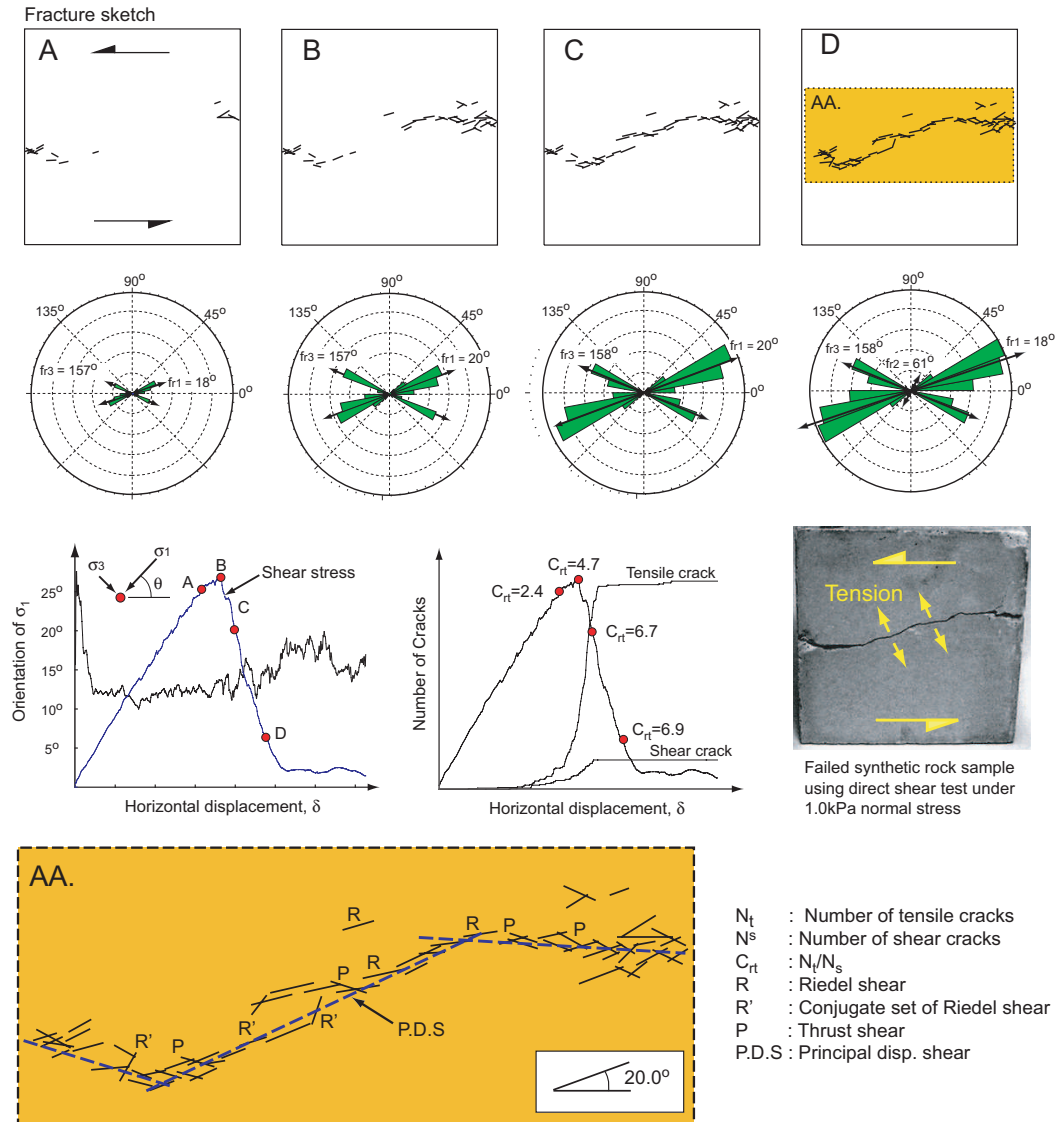 Fracture sketch
A
B
C
D
AA.
90°
135°
45°
fr3 = 157°
fr1 = 18°
0°
90°
135°
45°
fr3 = 157°
fr1 = 20°
0°
90°
135°
45°
fr3 = 158°
fr1 = 20°
0°
90°
135°
45°
fr1 = 18°
fr3 = 158°
fr2 = 61°
0°
Orientation of σ1
25°
20°
15°
10°
5°
σ3
σ1
θ
A
B
Shear stress
C
D
Horizontal displacement, δ
Number of Cracks
Crt=4.7
Crt=2.4
Tensile crack
Crt=6.7
Crt=6.9
Shear crack
Horizontal displacement, δ
Tension
Failed synthetic rock sample
using direct shear test under
1.0kPa normal stress
AA.
R
R
P
P
P
R
R'
R'
P.D.S
R'
P
20.0°
Nt : Number of tensile cracks
Ns : Number of shear cracks
Crt : Nt/Ns
R : Riedel shear
R' : Conjugate set of Riedel shear
P : Thrust shear
P.D.S : Principal disp. shear